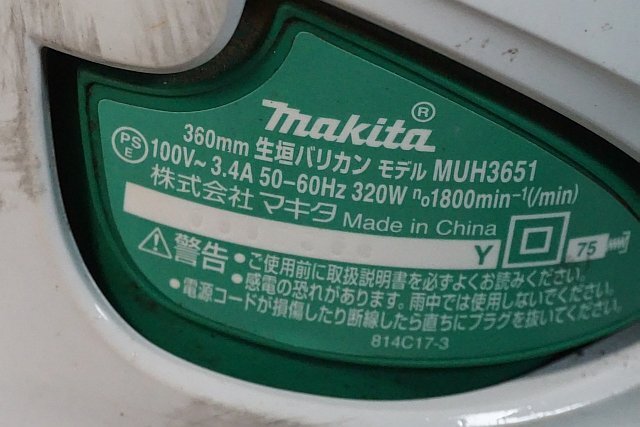 makita®
360mm 生垣バリカン モデル MUH3651
PSE 100V～ 3.4A 50–60Hz 320W n₀1800min⁻¹(/min)
株式会社 マキタ Made in China
Y 75
⚠警告 •ご使用前に取扱説明書を必ずよくお読みください。
•感電の恐れがあります。雨中では使用しないでください。
•電源コードが損傷したり断線したら直ちにプラグを抜いてください。
814C17-3